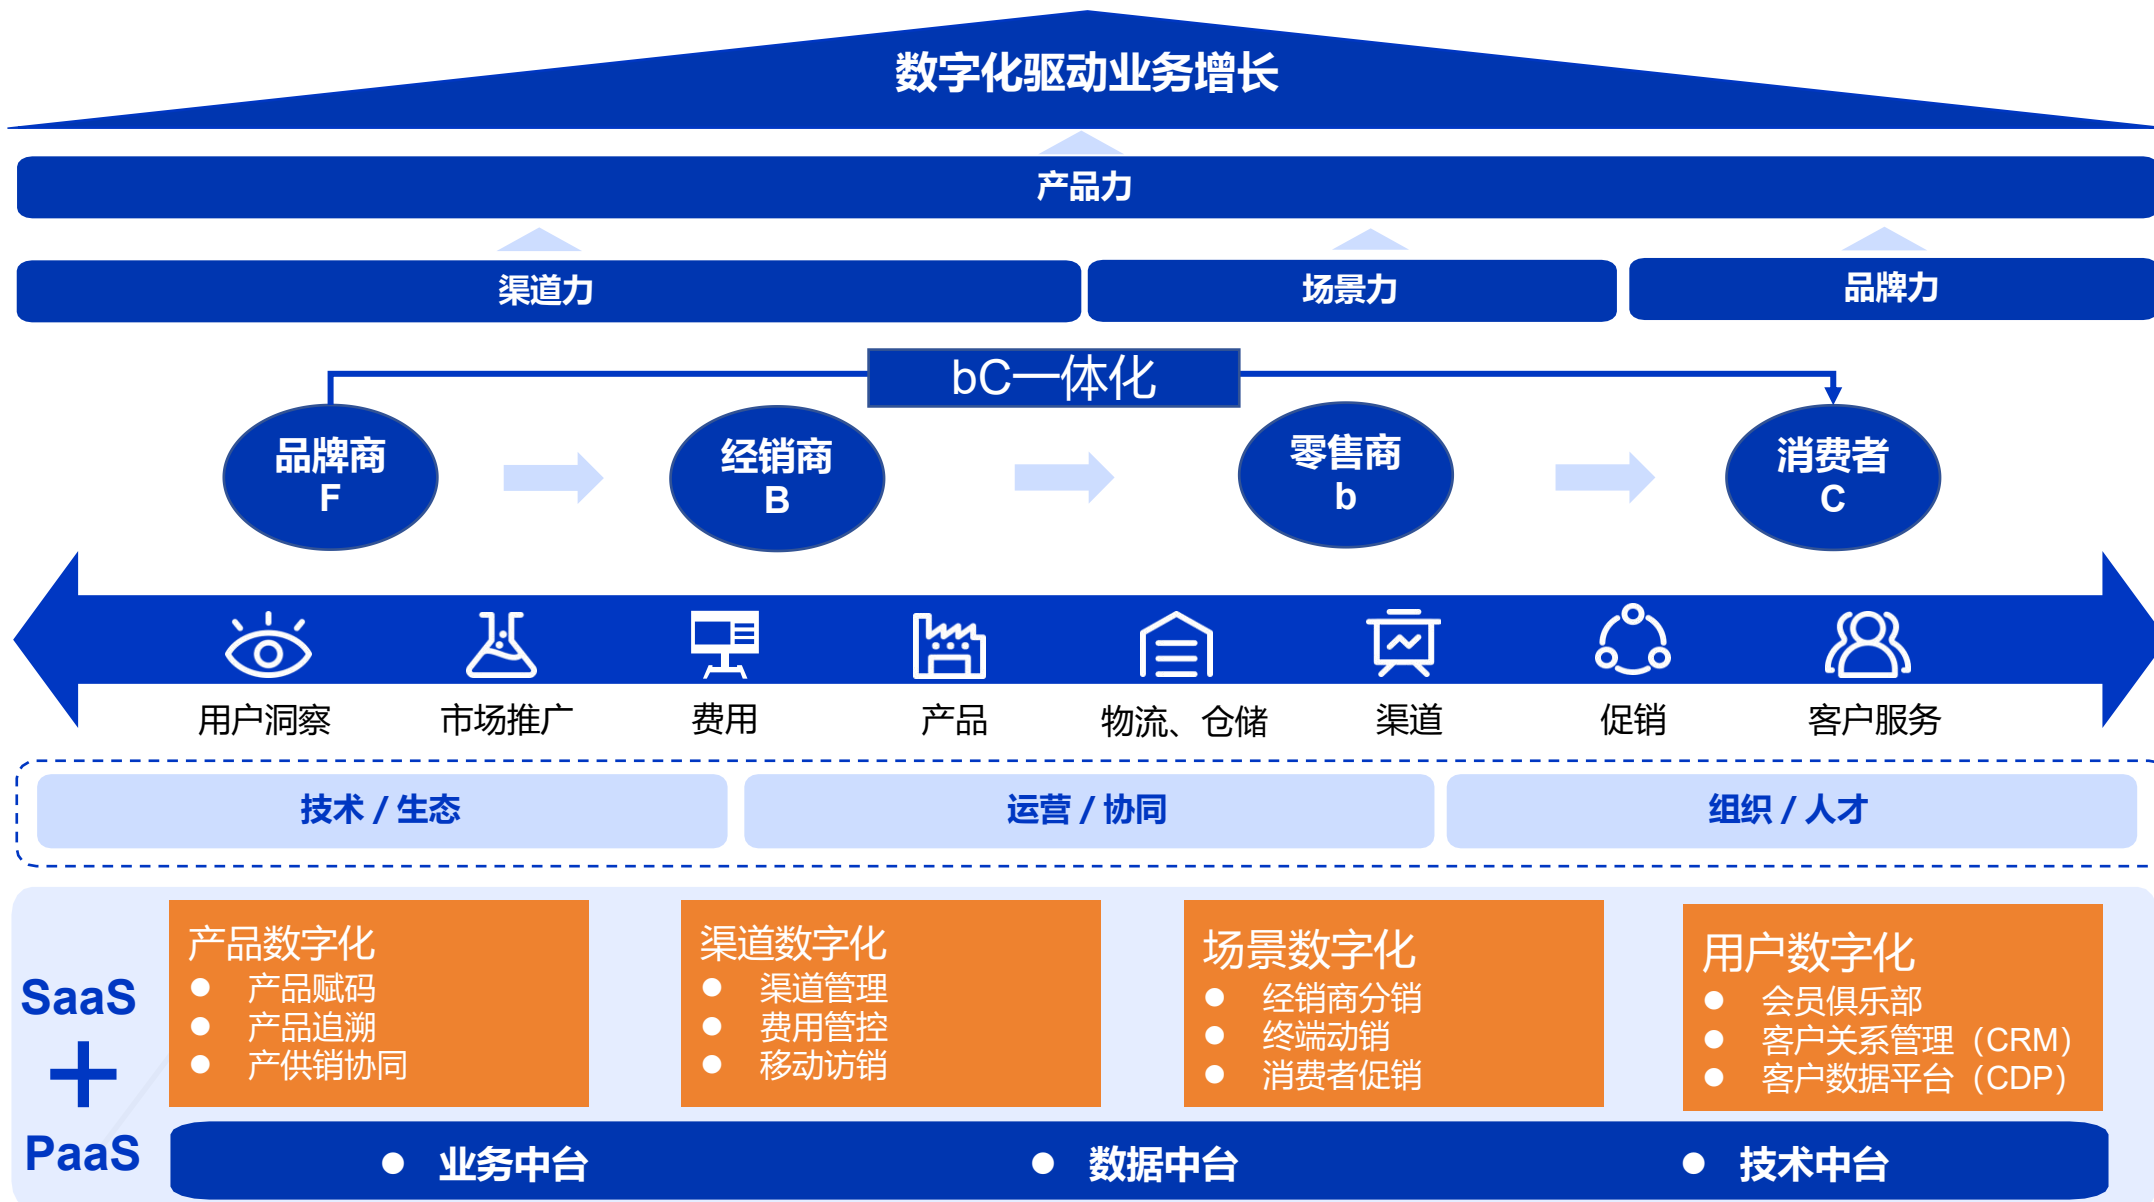 数字化驱动业务增长
产品力
渠道力
场景力
品牌力
bC一体化
品牌商
F
经销商
B
零售商
b
消费者
C
用户洞察
市场推广
费用
产品
物流、仓储
渠道
促销
客户服务
技术 / 生态
运营 / 协同
组织 / 人才
SaaS
+
PaaS
产品数字化
● 产品赋码
● 产品追溯
● 产供销协同
渠道数字化
● 渠道管理
● 费用管控
● 移动访销
场景数字化
● 经销商分销
● 终端动销
● 消费者促销
用户数字化
● 会员俱乐部
● 客户关系管理（CRM）
● 客户数据平台（CDP）
● 业务中台
● 数据中台
● 技术中台